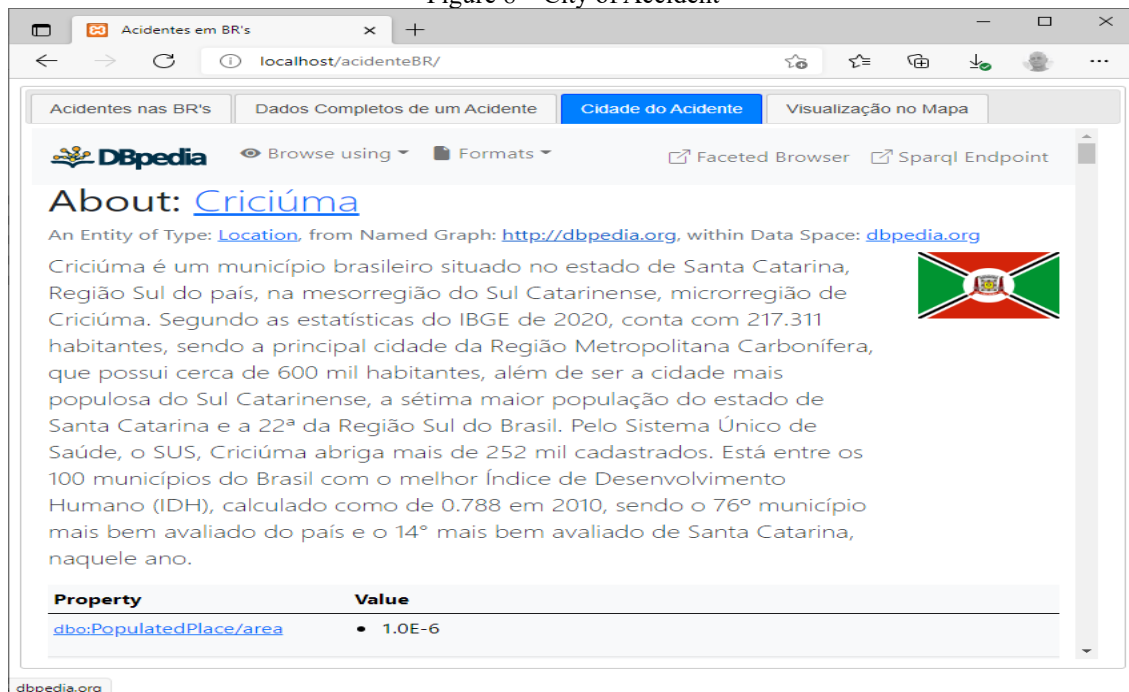 Figure 8 – City of Accident
Acidentes em BR's
localhost/acidenteBR/
Acidentes nas BR's Dados Completos de um Acidente Cidade do Acidente Visualização no Mapa
DBpedia Browse using Formats Faceted Browser Sparql Endpoint
About: Criciúma
An Entity of Type: Location, from Named Graph: http://dbpedia.org, within Data Space: dbpedia.org
Criciúma é um município brasileiro situado no estado de Santa Catarina,
Região Sul do país, na mesorregião do Sul Catarinense, microrregião de
Criciúma. Segundo as estatísticas do IBGE de 2020, conta com 217.311
habitantes, sendo a principal cidade da Região Metropolitana Carbonífera,
que possui cerca de 600 mil habitantes, além de ser a cidade mais
populosa do Sul Catarinense, a sétima maior população do estado de
Santa Catarina e a 22ª da Região Sul do Brasil. Pelo Sistema Único de
Saúde, o SUS, Criciúma abriga mais de 252 mil cadastrados. Está entre os
100 municípios do Brasil com o melhor Índice de Desenvolvimento
Humano (IDH), calculado como de 0.788 em 2010, sendo o 76º município
mais bem avaliado do país e o 14° mais bem avaliado de Santa Catarina,
naquele ano.
Property Value
dbo:PopulatedPlace/area • 1.0E-6
dbpedia.org